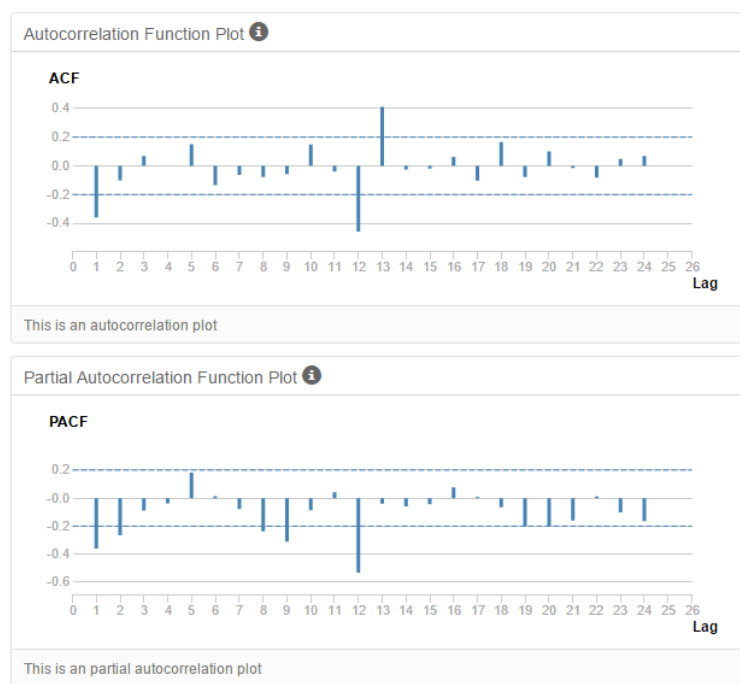 Autocorrelation Function Plot
ACF
0.4
0.2
0.0
-0.2
-0.4
0 1 2 3 4 5 6 7 8 9 10 11 12 13 14 15 16 17 18 19 20 21 22 23 24 25 26
Lag
This is an autocorrelation plot
Partial Autocorrelation Function Plot
PACF
0.2
-0.0
-0.2
-0.4
-0.6
0 1 2 3 4 5 6 7 8 9 10 11 12 13 14 15 16 17 18 19 20 21 22 23 24 25 26
Lag
This is an partial autocorrelation plot